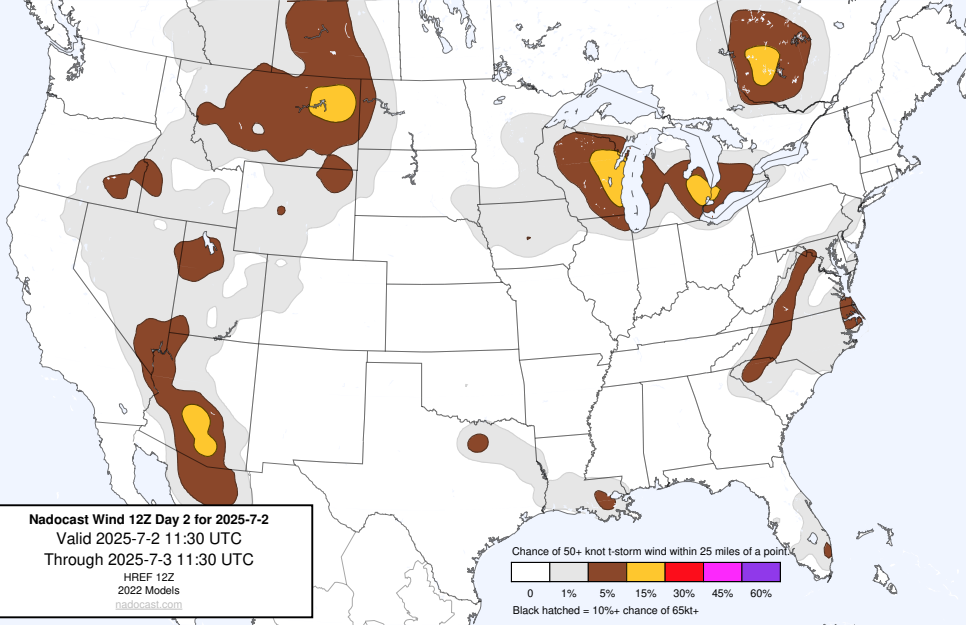 Nadocast Wind 12Z Day 2 for 2025-7-2
Valid 2025-7-2 11:30 UTC
Through 2025-7-3 11:30 UTC
HREF 12Z
2022 Models
nadocast.com
Chance of 50+ knot t-storm wind within 25 miles of a point.
0 1% 5% 15% 30% 45% 60%
Black hatched = 10%+ chance of 65kt+